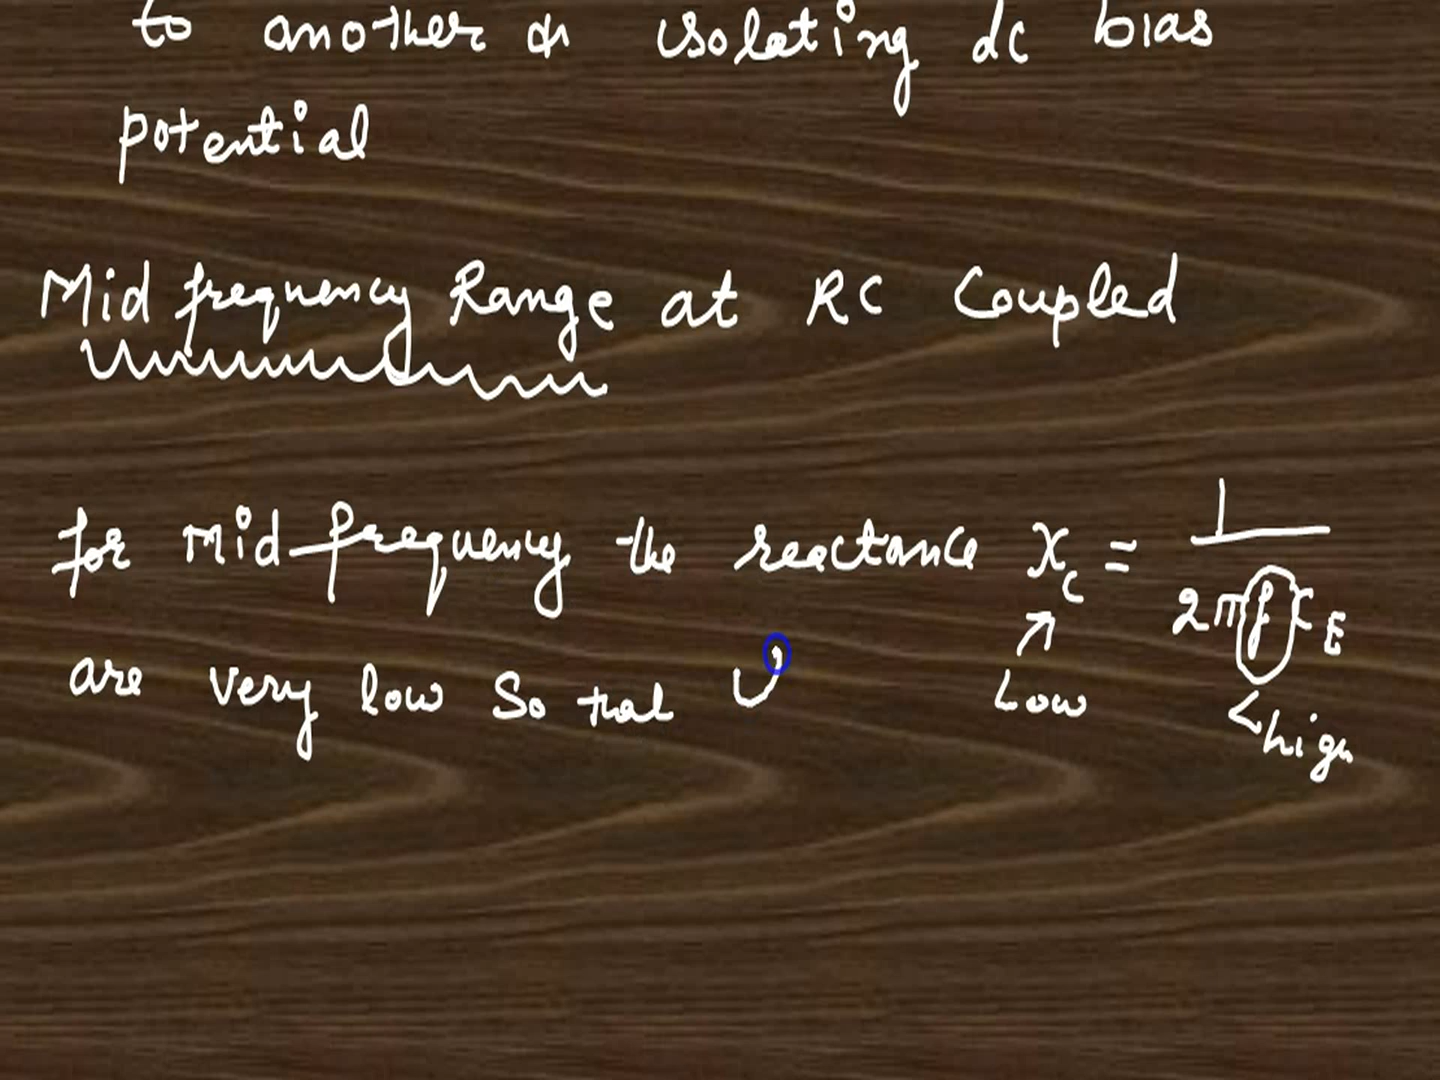 to another or isolating dc bias
potential
Mid frequency Range at RC Coupled
for Mid-frequency the reactance Xc = 1 / 2πfCE
are very low So that
Low
high